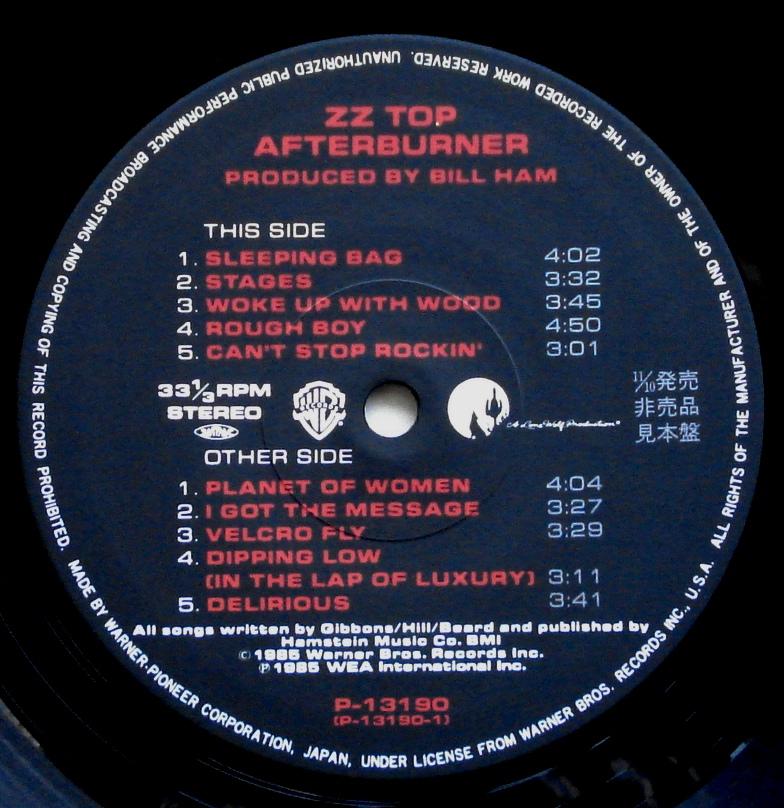 ZZ TOP
AFTERBURNER
PRODUCED BY BILL HAM
THIS SIDE
1. SLEEPING BAG 4:02
2. STAGES 3:32
3. WOKE UP WITH WOOD 3:45
4. ROUGH BOY 4:50
5. CAN'T STOP ROCKIN' 3:01
33⅓RPM
STEREO
RECORDS
A Lone Wolf Production®
11/10発売
非売品
見本盤
OTHER SIDE
1. PLANET OF WOMEN 4:04
2. I GOT THE MESSAGE 3:27
3. VELCRO FLY 3:29
4. DIPPING LOW
(IN THE LAP OF LUXURY) 3:11
5. DELIRIOUS 3:41
All songs written by Gibbons/Hill/Beard and published by
Hamstein Music Co. BMI
© 1985 Warner Bros. Records Inc.
℗ 1985 WEA International Inc.
P-13190
(P-13190-1)
MADE BY WARNER-PIONEER CORPORATION, JAPAN, UNDER LICENSE FROM WARNER BROS. RECORDS INC., U.S.A. ALL RIGHTS OF THE MANUFACTURER AND OF THE OWNER OF THE RECORDED WORK RESERVED. UNAUTHORIZED PUBLIC PERFORMANCE BROADCASTING AND COPYING OF THIS RECORD PROHIBITED.